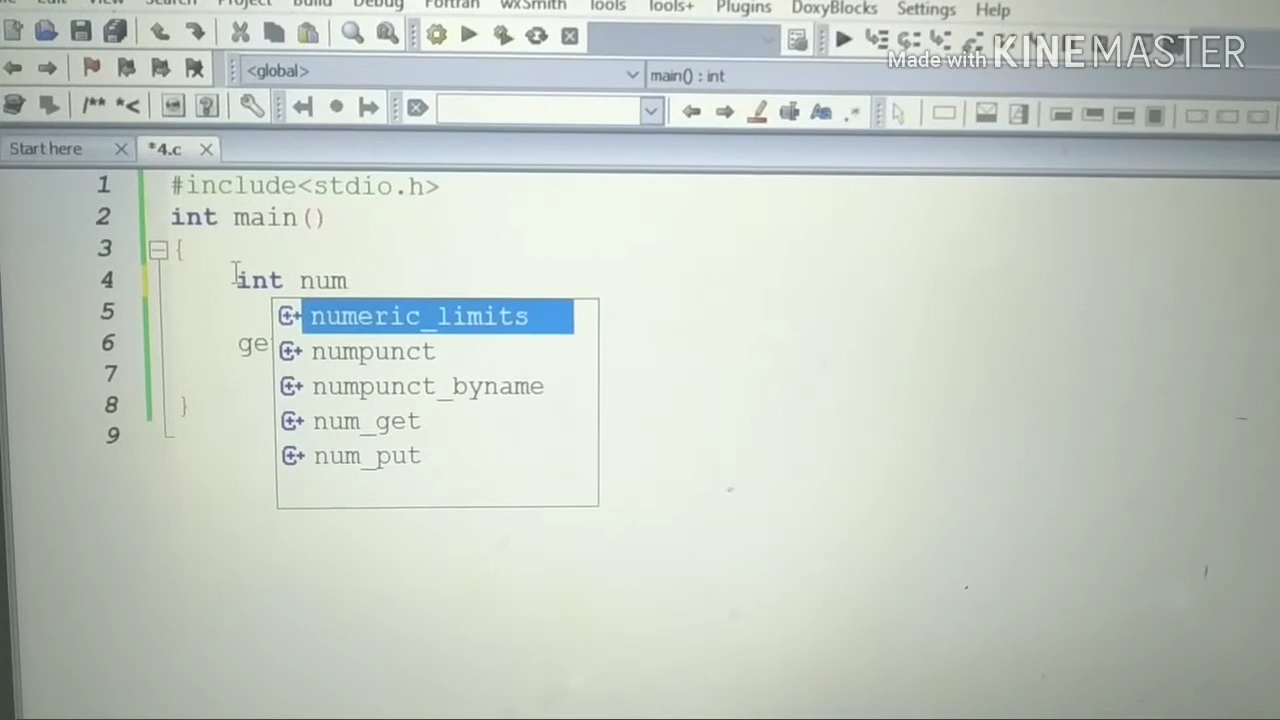 Search Project Build Debug Fortran wxSmith Tools Tools+ Plugins DoxyBlocks Settings Help
Made with KINEMASTER
<global> main() : int
/** *<
Start here *4.c
1 #include<stdio.h>
2 int main()
3 {
4 int num
5 numeric_limits
6 ge numpunct
7 numpunct_byname
8 } num_get
9 num_put